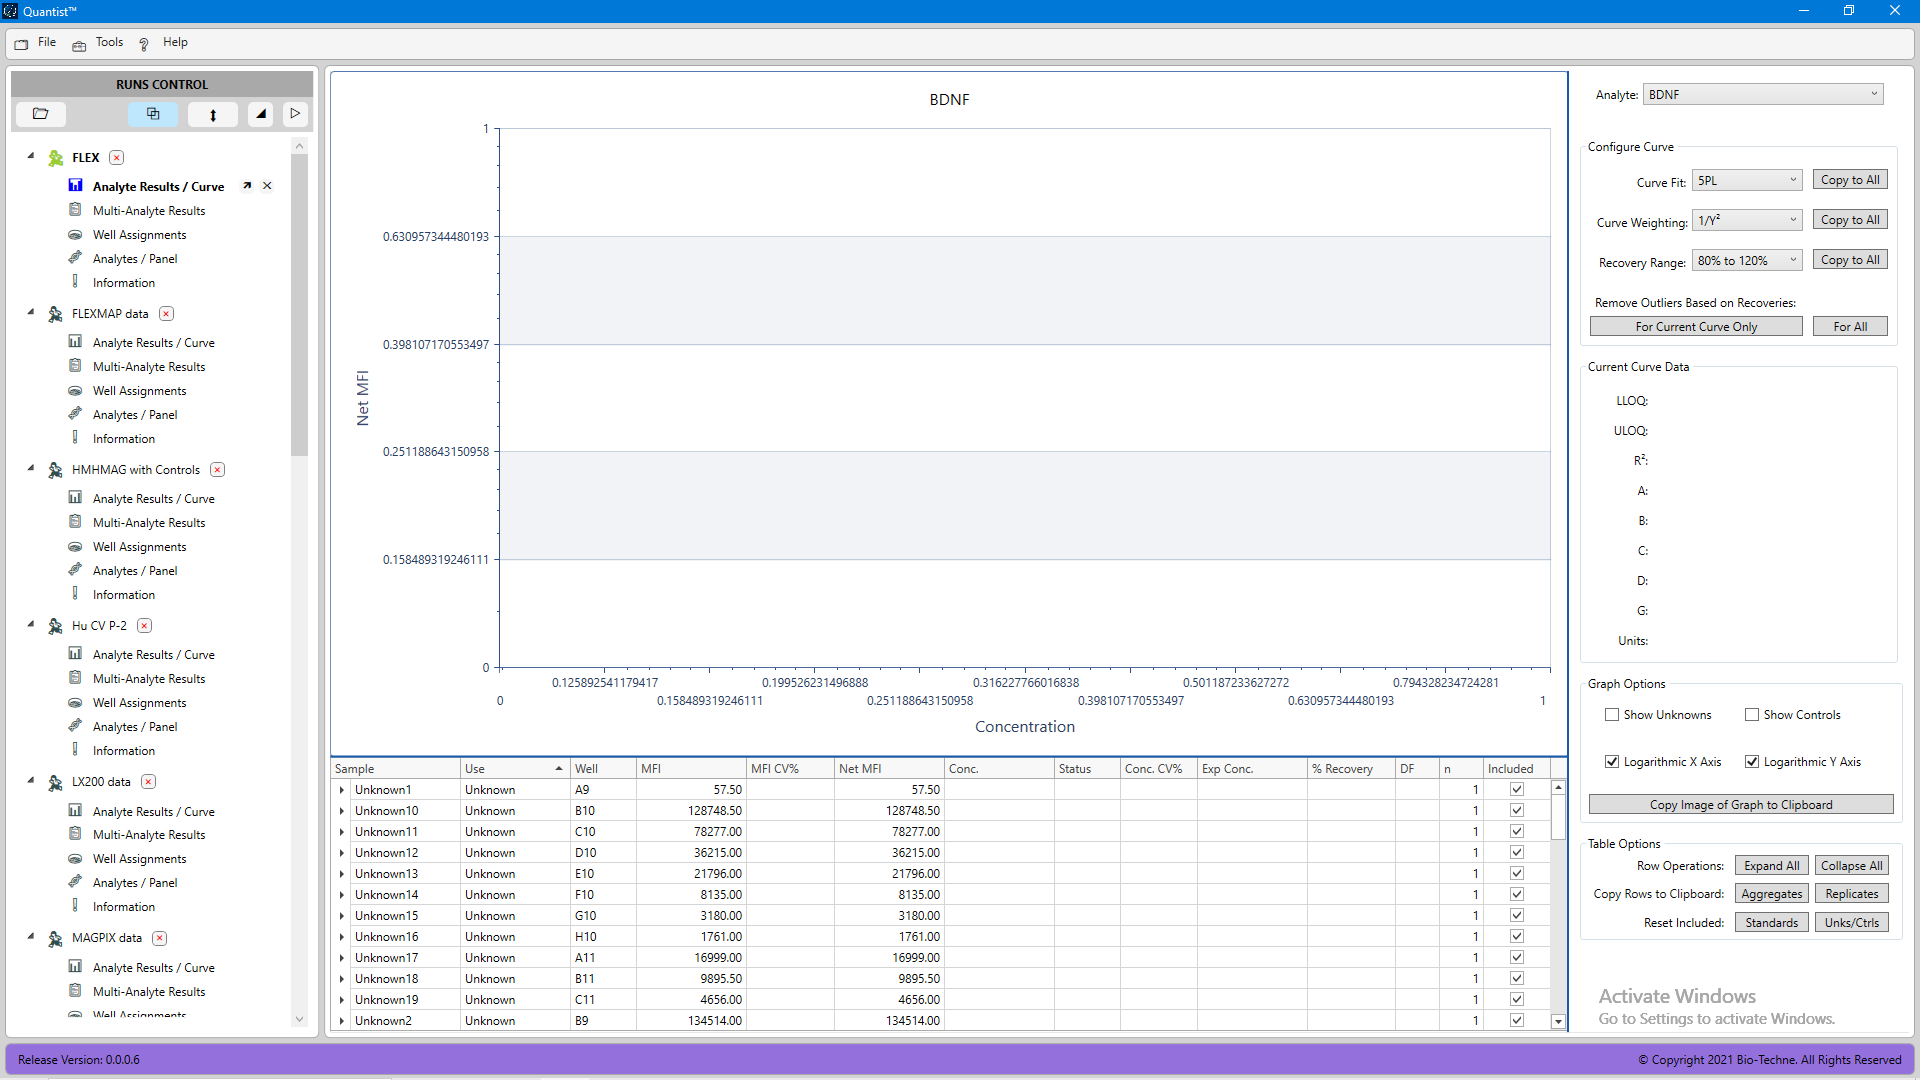 Quantist™
File Tools ? Help
RUNS CONTROL
FLEX
Analyte Results / Curve
Multi-Analyte Results
Well Assignments
Analytes / Panel
Information
FLEXMAP data
Analyte Results / Curve
Multi-Analyte Results
Well Assignments
Analytes / Panel
Information
HMHMAG with Controls
Analyte Results / Curve
Multi-Analyte Results
Well Assignments
Analytes / Panel
Information
Hu CV P-2
Analyte Results / Curve
Multi-Analyte Results
Well Assignments
Analytes / Panel
Information
LX200 data
Analyte Results / Curve
Multi-Analyte Results
Well Assignments
Analytes / Panel
Information
MAGPIX data
Analyte Results / Curve
Multi-Analyte Results
Well Assignments
BDNF
1
0.630957344480193
0.398107170553497
0.251188643150958
0.158489319246111
0
Net MFI
0.125892541179417 0.199526231496888 0.316227766016838 0.501187233627272 0.794328234724281
0 0.158489319246111 0.251188643150958 0.398107170553497 0.630957344480193 1
Concentration
Sample Use Well MFI MFI CV% Net MFI Conc. Status Conc. CV% Exp Conc. % Recovery DF n Included
Unknown1 Unknown A9 57.50 57.50 1
Unknown10 Unknown B10 128748.50 128748.50 1
Unknown11 Unknown C10 78277.00 78277.00 1
Unknown12 Unknown D10 36215.00 36215.00 1
Unknown13 Unknown E10 21796.00 21796.00 1
Unknown14 Unknown F10 8135.00 8135.00 1
Unknown15 Unknown G10 3180.00 3180.00 1
Unknown16 Unknown H10 1761.00 1761.00 1
Unknown17 Unknown A11 16999.00 16999.00 1
Unknown18 Unknown B11 9895.50 9895.50 1
Unknown19 Unknown C11 4656.00 4656.00 1
Unknown2 Unknown B9 134514.00 134514.00 1
Analyte: BDNF
Configure Curve
Curve Fit: 5PL Copy to All
Curve Weighting: 1/Y² Copy to All
Recovery Range: 80% to 120% Copy to All
Remove Outliers Based on Recoveries:
For Current Curve Only For All
Current Curve Data
LLOQ:
ULOQ:
R²:
A:
B:
C:
D:
G:
Units:
Graph Options
Show Unknowns Show Controls
Logarithmic X Axis Logarithmic Y Axis
Copy Image of Graph to Clipboard
Table Options
Row Operations: Expand All Collapse All
Copy Rows to Clipboard: Aggregates Replicates
Reset Included: Standards Unks/Ctrls
Activate Windows
Go to Settings to activate Windows.
Release Version: 0.0.0.6
© Copyright 2021 Bio-Techne. All Rights Reserved